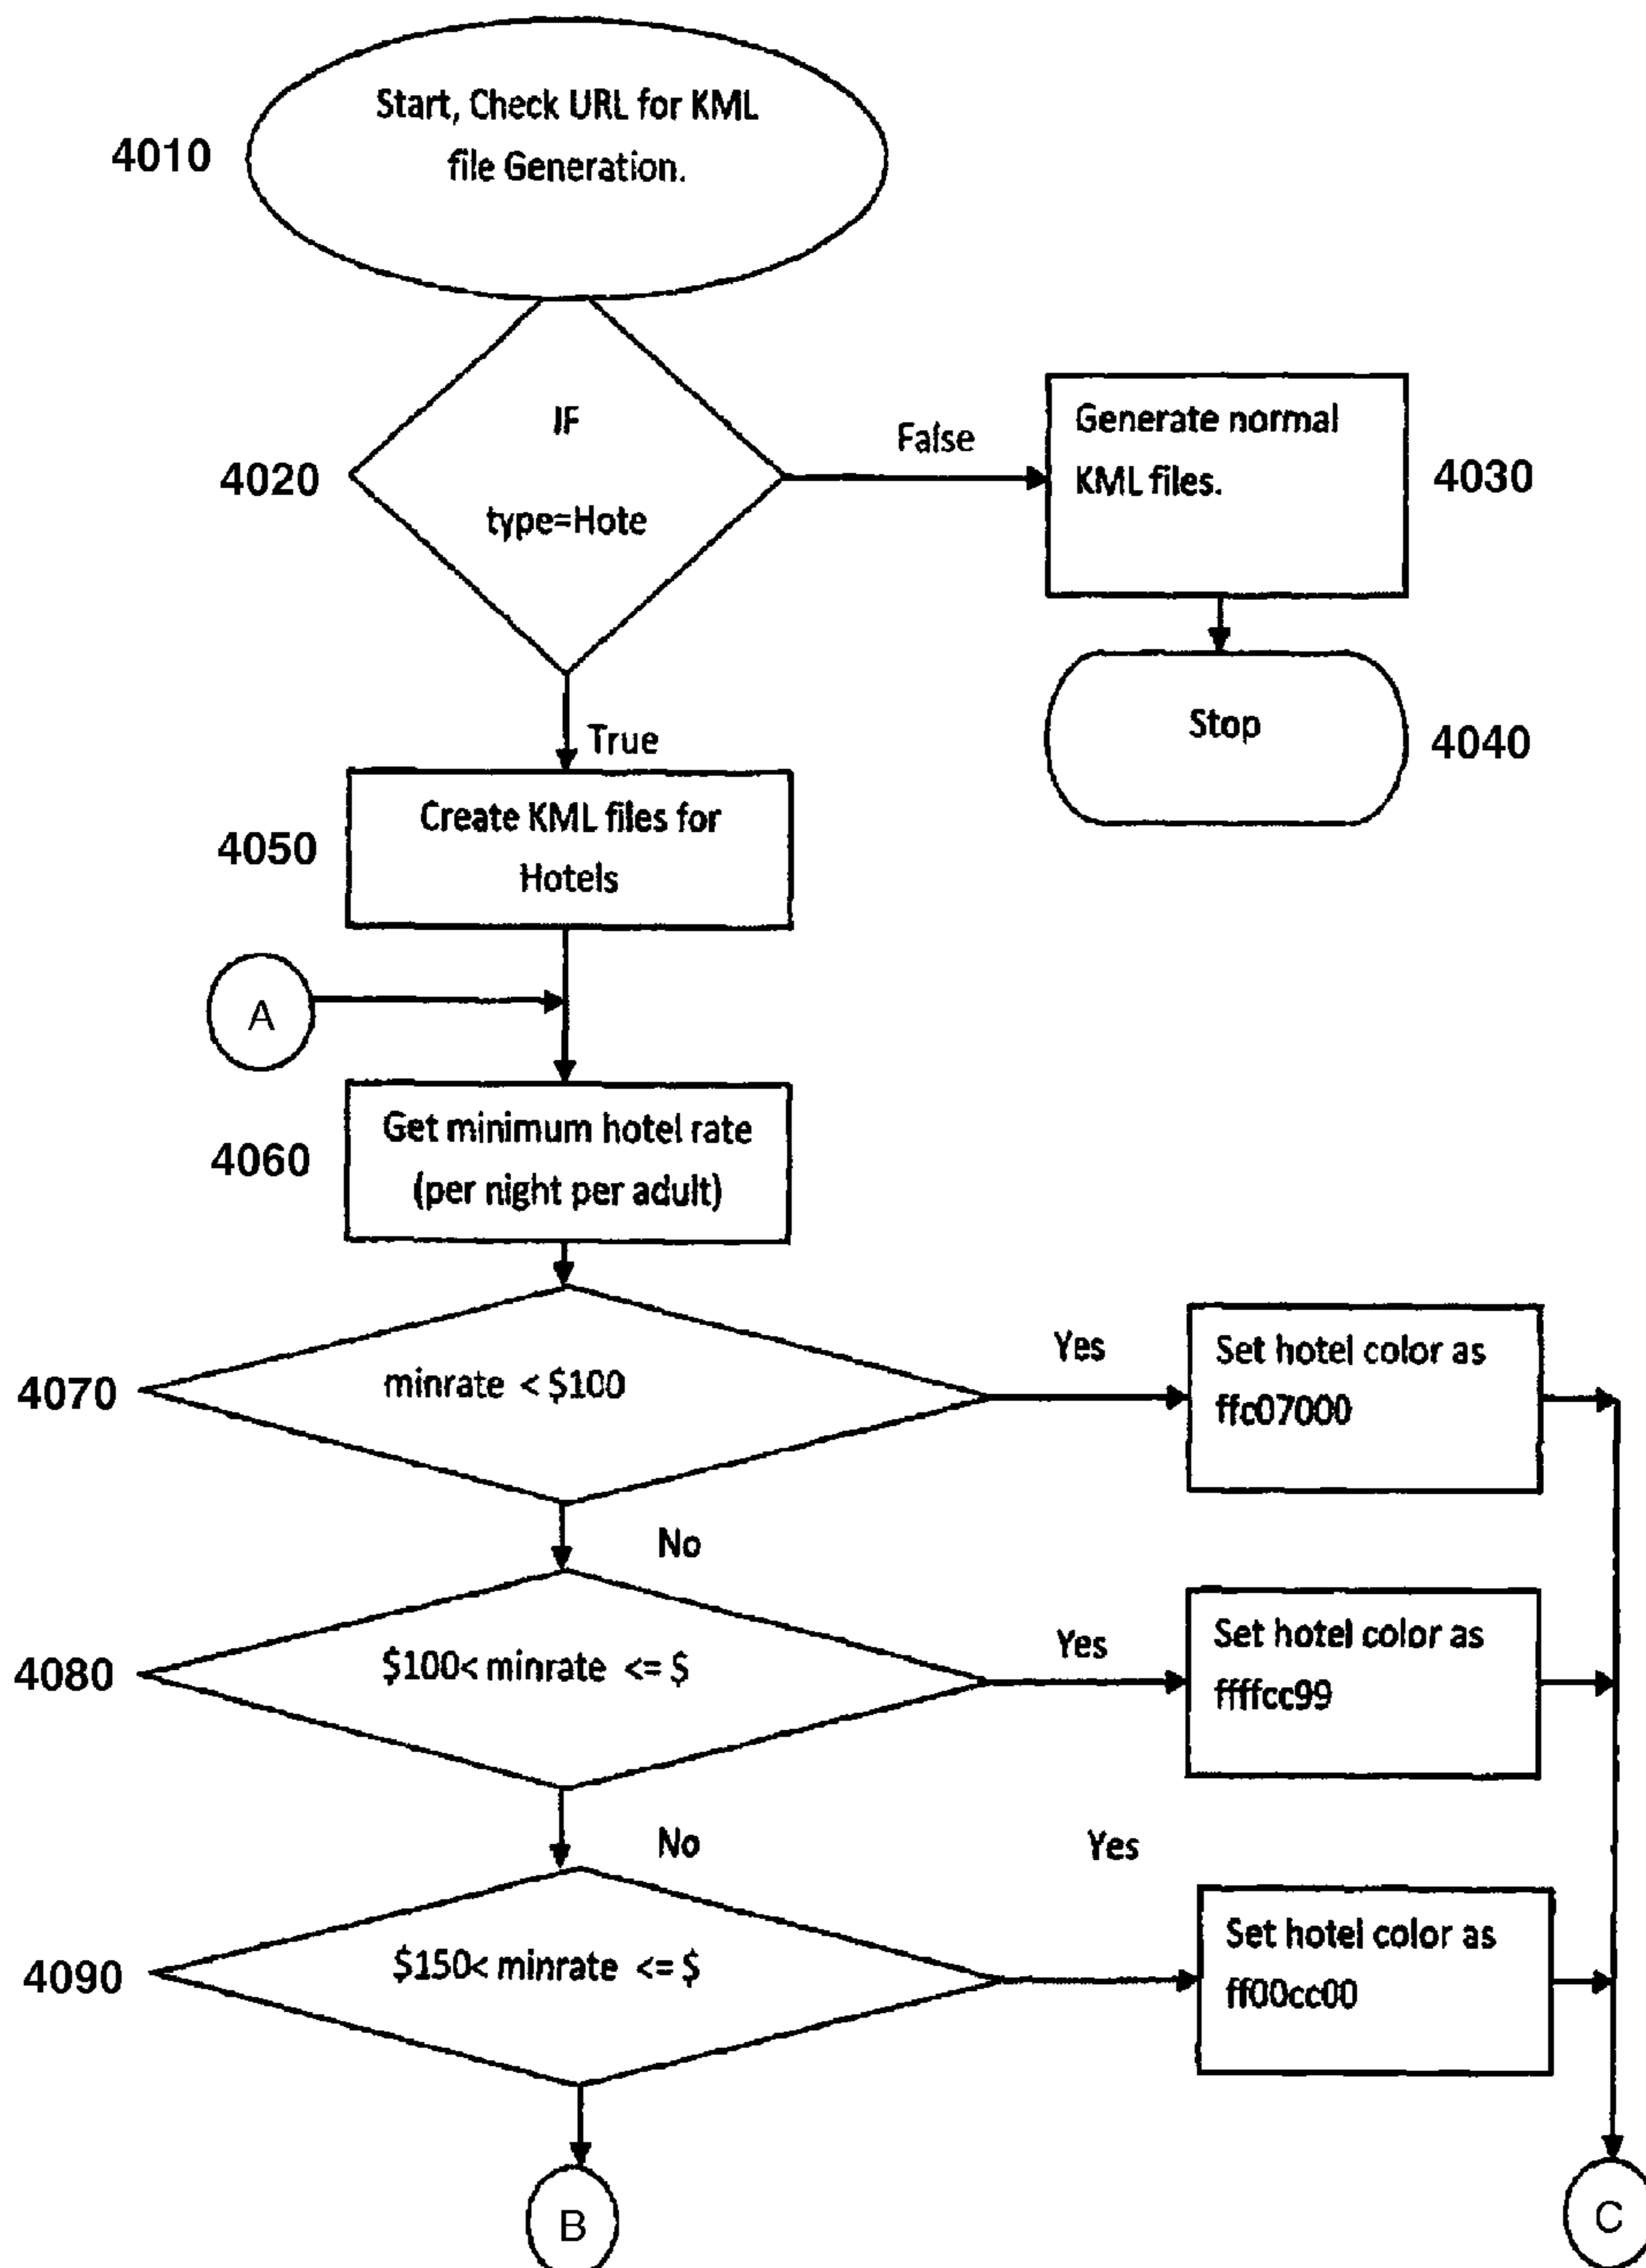 Start, Check URL for KML
file Generation.
4010
IF
type=Hote
4020
False
Generate normal
KML files.
4030
Stop
4040
True
Create KML files for
Hotels
4050
A
Get minimum hotel rate
(per night per adult)
4060
minrate < $100
4070
Yes
Set hotel color as
ffc07000
No
$100< minrate <= $
4080
Yes
Set hotel color as
ffffcc99
No
$150< minrate <= $
4090
Yes
Set hotel color as
ff00cc00
B
C